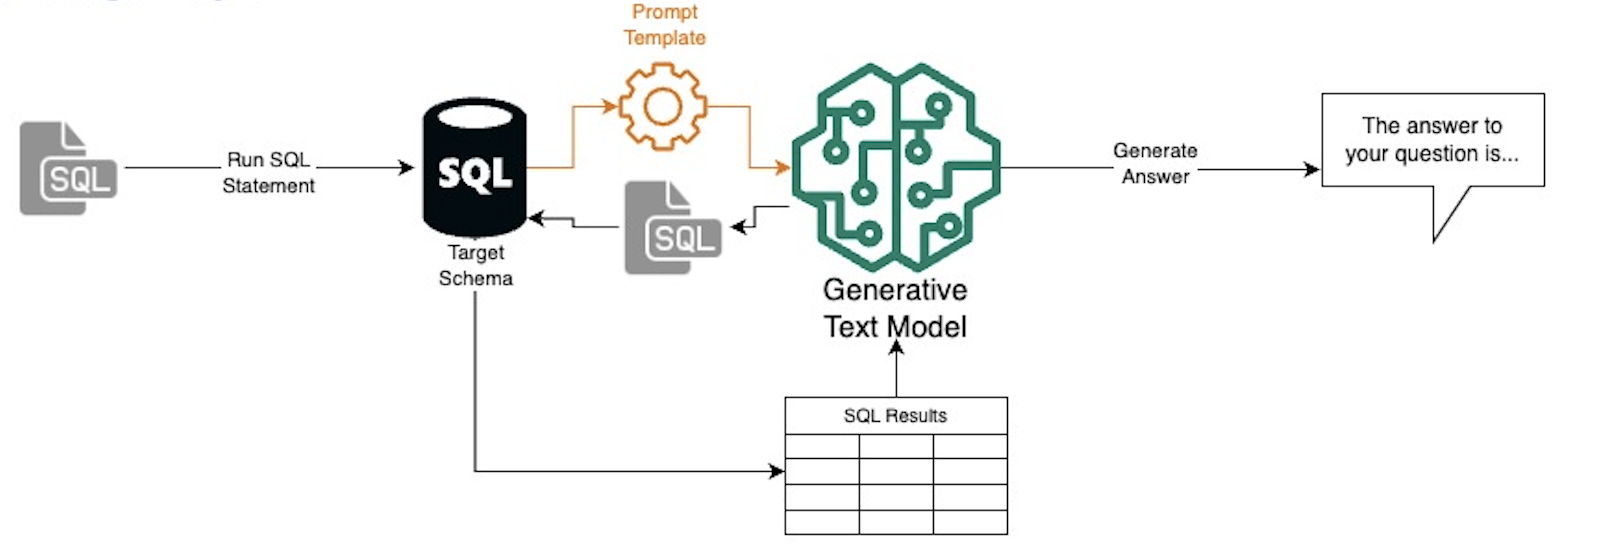 Prompt
Template
SQL
Run SQL
Statement
SQL
Target
Schema
SQL
Generative
Text Model
Generate
Answer
The answer to
your question is...
SQL Results